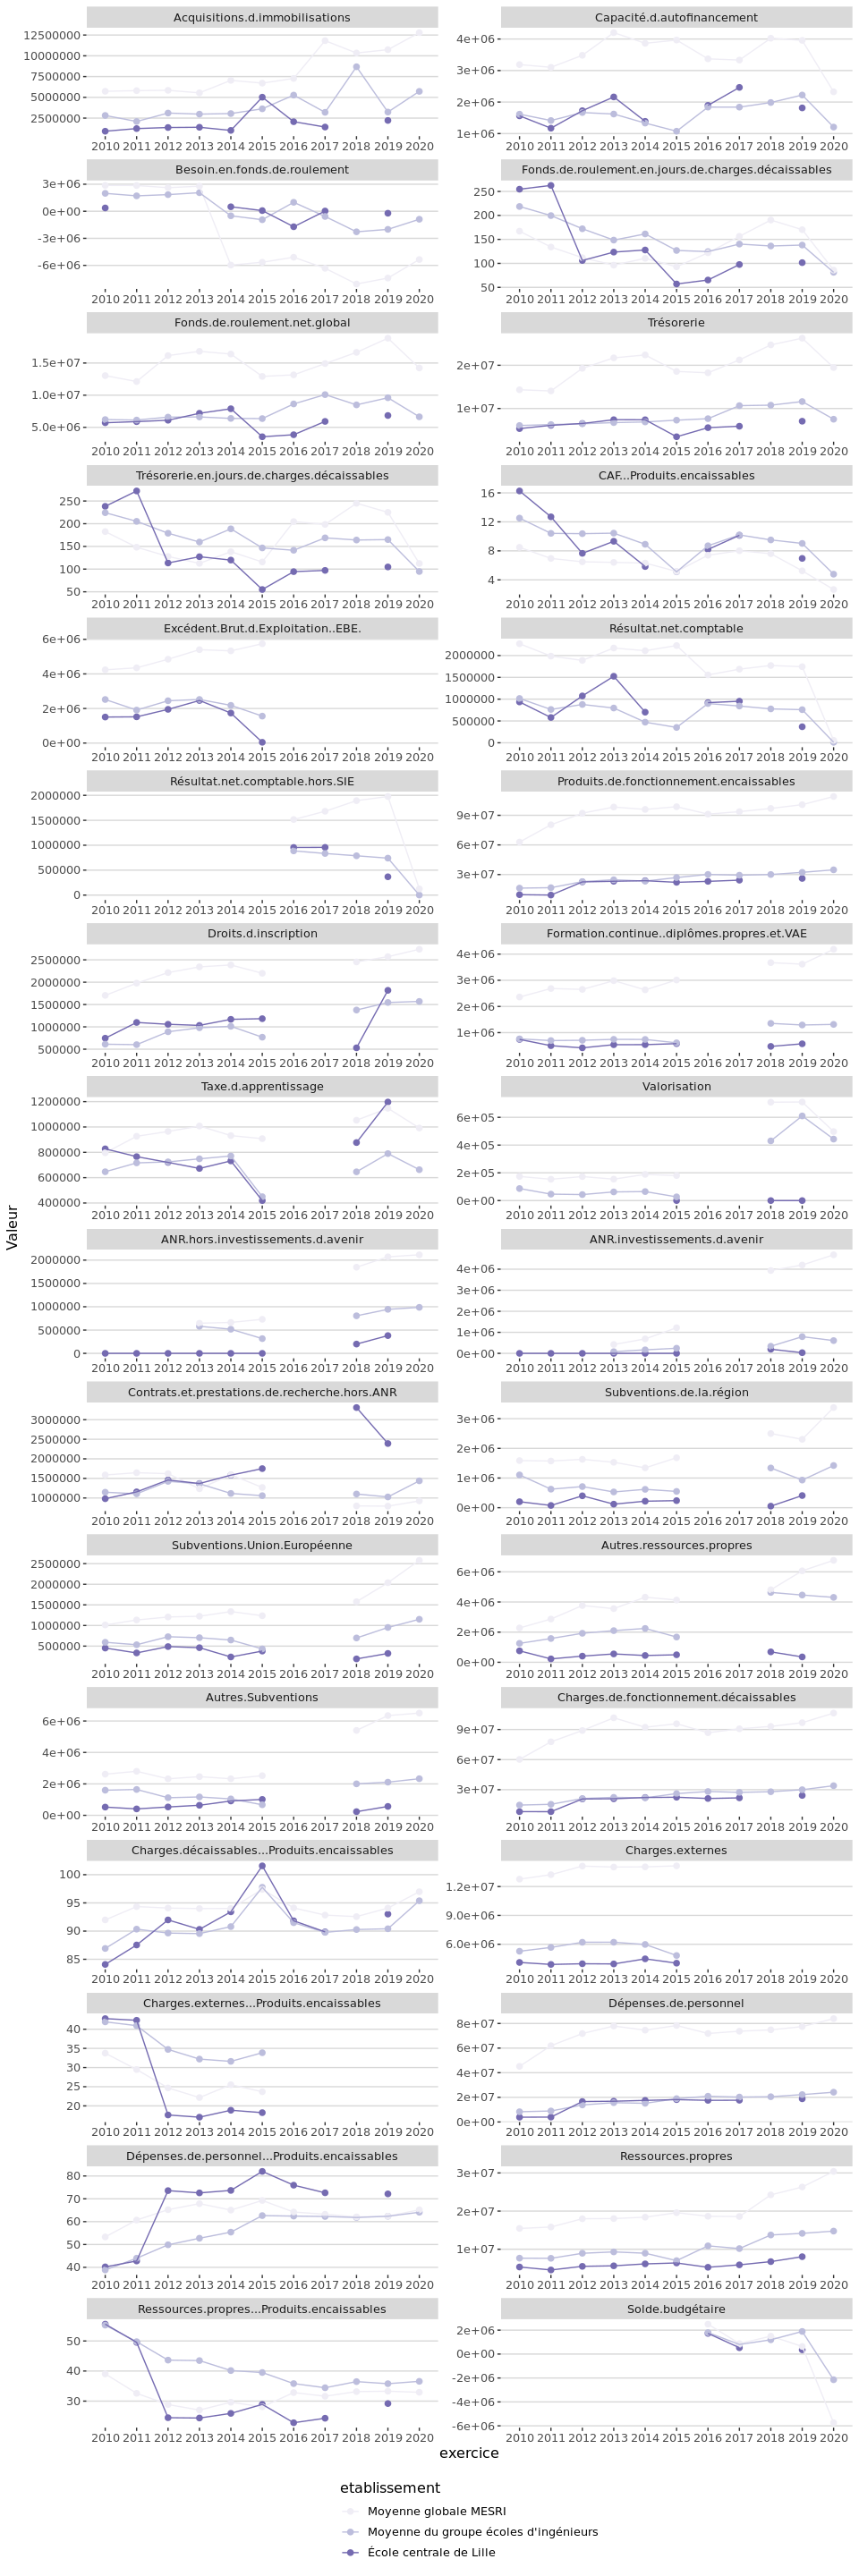 Acquisitions.d.immobilisations
12500000
10000000
7500000
5000000
2500000
2010 2011 2012 2013 2014 2015 2016 2017 2018 2019 2020
Capacité.d.autofinancement
4e+06
3e+06
2e+06
1e+06
2010 2011 2012 2013 2014 2015 2016 2017 2018 2019 2020
Besoin.en.fonds.de.roulement
3e+06
0e+00
-3e+06
-6e+06
2010 2011 2012 2013 2014 2015 2016 2017 2018 2019 2020
Fonds.de.roulement.en.jours.de.charges.décaissables
250
200
150
100
50
2010 2011 2012 2013 2014 2015 2016 2017 2018 2019 2020
Fonds.de.roulement.net.global
1.5e+07
1.0e+07
5.0e+06
2010 2011 2012 2013 2014 2015 2016 2017 2018 2019 2020
Trésorerie
2e+07
1e+07
2010 2011 2012 2013 2014 2015 2016 2017 2018 2019 2020
Trésorerie.en.jours.de.charges.décaissables
250
200
150
100
50
2010 2011 2012 2013 2014 2015 2016 2017 2018 2019 2020
CAF...Produits.encaissables
16
12
8
4
2010 2011 2012 2013 2014 2015 2016 2017 2018 2019 2020
Excédent.Brut.d.Exploitation..EBE.
6e+06
4e+06
2e+06
0e+00
2010 2011 2012 2013 2014 2015 2016 2017 2018 2019 2020
Résultat.net.comptable
2000000
1500000
1000000
500000
0
2010 2011 2012 2013 2014 2015 2016 2017 2018 2019 2020
Résultat.net.comptable.hors.SIE
2000000
1500000
1000000
500000
0
2010 2011 2012 2013 2014 2015 2016 2017 2018 2019 2020
Produits.de.fonctionnement.encaissables
9e+07
6e+07
3e+07
2010 2011 2012 2013 2014 2015 2016 2017 2018 2019 2020
Droits.d.inscription
2500000
2000000
1500000
1000000
500000
2010 2011 2012 2013 2014 2015 2016 2017 2018 2019 2020
Formation.continue..diplômes.propres.et.VAE
4e+06
3e+06
2e+06
1e+06
2010 2011 2012 2013 2014 2015 2016 2017 2018 2019 2020
Taxe.d.apprentissage
1200000
1000000
800000
600000
400000
2010 2011 2012 2013 2014 2015 2016 2017 2018 2019 2020
Valorisation
6e+05
4e+05
2e+05
0e+00
2010 2011 2012 2013 2014 2015 2016 2017 2018 2019 2020
Valeur
ANR.hors.investissements.d.avenir
2000000
1500000
1000000
500000
0
2010 2011 2012 2013 2014 2015 2016 2017 2018 2019 2020
ANR.investissements.d.avenir
4e+06
3e+06
2e+06
1e+06
0e+00
2010 2011 2012 2013 2014 2015 2016 2017 2018 2019 2020
Contrats.et.prestations.de.recherche.hors.ANR
3000000
2500000
2000000
1500000
1000000
2010 2011 2012 2013 2014 2015 2016 2017 2018 2019 2020
Subventions.de.la.région
3e+06
2e+06
1e+06
0e+00
2010 2011 2012 2013 2014 2015 2016 2017 2018 2019 2020
Subventions.Union.Européenne
2500000
2000000
1500000
1000000
500000
2010 2011 2012 2013 2014 2015 2016 2017 2018 2019 2020
Autres.ressources.propres
6e+06
4e+06
2e+06
0e+00
2010 2011 2012 2013 2014 2015 2016 2017 2018 2019 2020
Autres.Subventions
6e+06
4e+06
2e+06
0e+00
2010 2011 2012 2013 2014 2015 2016 2017 2018 2019 2020
Charges.de.fonctionnement.décaissables
9e+07
6e+07
3e+07
2010 2011 2012 2013 2014 2015 2016 2017 2018 2019 2020
Charges.décaissables...Produits.encaissables
100
95
90
85
2010 2011 2012 2013 2014 2015 2016 2017 2018 2019 2020
Charges.externes
1.2e+07
9.0e+06
6.0e+06
2010 2011 2012 2013 2014 2015 2016 2017 2018 2019 2020
Charges.externes...Produits.encaissables
40
35
30
25
20
2010 2011 2012 2013 2014 2015 2016 2017 2018 2019 2020
Dépenses.de.personnel
8e+07
6e+07
4e+07
2e+07
0e+00
2010 2011 2012 2013 2014 2015 2016 2017 2018 2019 2020
Dépenses.de.personnel...Produits.encaissables
80
70
60
50
40
2010 2011 2012 2013 2014 2015 2016 2017 2018 2019 2020
Ressources.propres
3e+07
2e+07
1e+07
2010 2011 2012 2013 2014 2015 2016 2017 2018 2019 2020
Ressources.propres...Produits.encaissables
50
40
30
2010 2011 2012 2013 2014 2015 2016 2017 2018 2019 2020
Solde.budgétaire
2e+06
0e+00
-2e+06
-4e+06
-6e+06
2010 2011 2012 2013 2014 2015 2016 2017 2018 2019 2020
exercice
etablissement
Moyenne globale MESRI
Moyenne du groupe écoles d'ingénieurs
École centrale de Lille